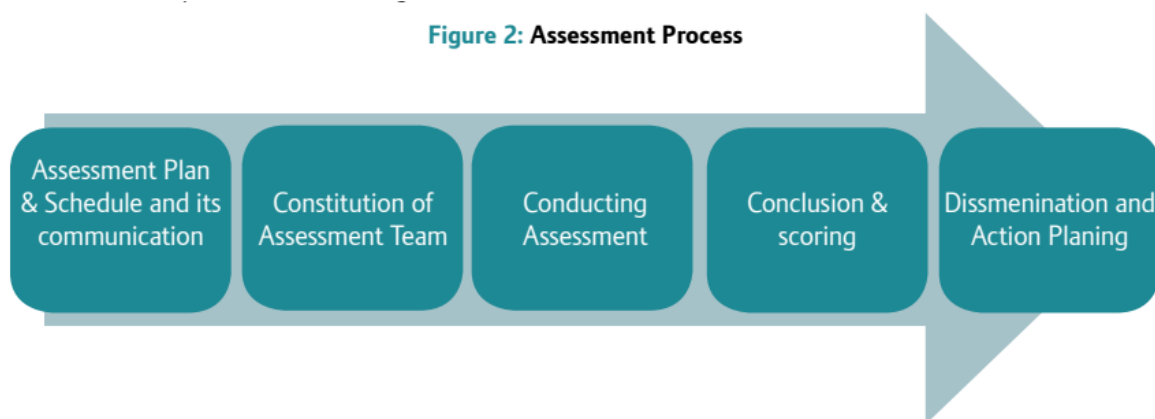 Figure 2: Assessment Process
Assessment Plan
& Schedule and its
communication
Constitution of
Assessment Team
Conducting
Assessment
Conclusion &
scoring
Dissmenination and
Action Planing